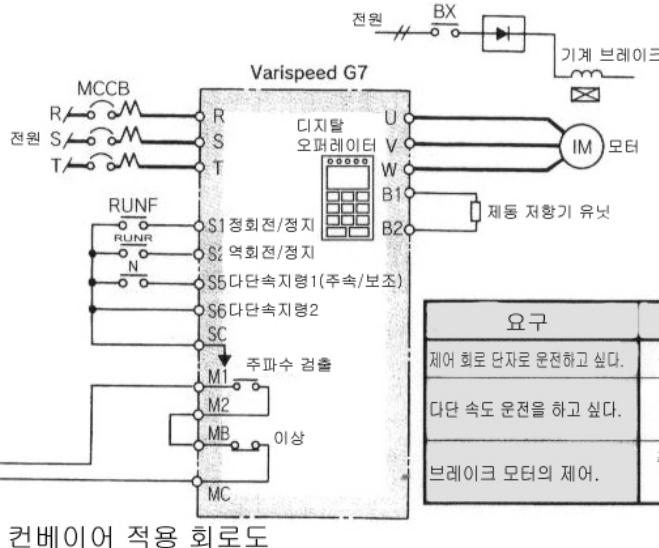 전원
BX
기계 브레이크
Varispeed G7
MCCB
R
S
T
전원
R
S
T
디지탈
오퍼레이터
U
V
W
IM
모터
B1
B2
제동 저항기 유닛
RUNF
S1 정회전/정지
RUNR
S2 역회전/정지
N
S5 다단속지령1(주속/보조)
S6 다단속지령2
SC
주파수 검출
M1
M2
MB
이상
MC
요구
제어 회로 단자로 운전하고 싶다.
다단 속도 운전을 하고 싶다.
브레이크 모터의 제어.
컨베이어 적용 회로도